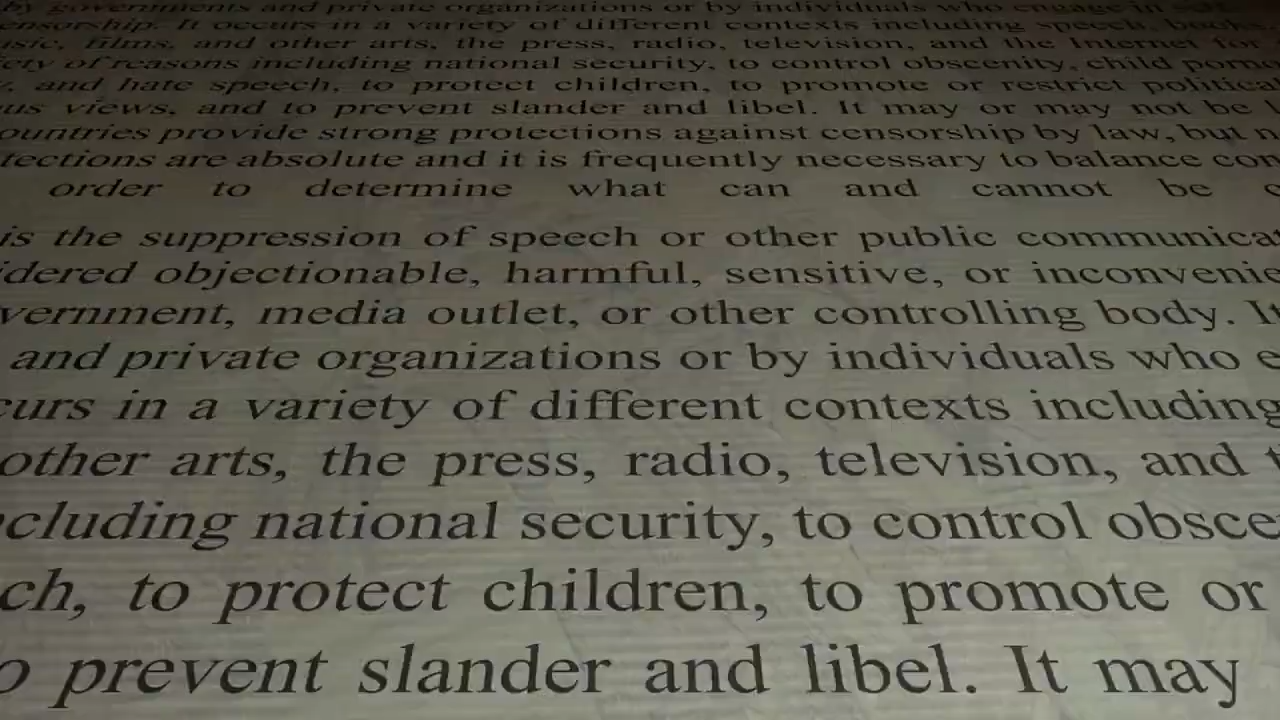 by governments and private organizations or by individuals who engage in self
ensorship. It occurs in a variety of different contexts including speech, books,
usic, films, and other arts, the press, radio, television, and the Internet for
iety of reasons including national security, to control obscenity, child porno
, and hate speech, to protect children, to promote or restrict political
us views, and to prevent slander and libel. It may or may not be l
ountries provide strong protections against censorship by law, but n
tections are absolute and it is frequently necessary to balance con
order to determine what can and cannot be c
is the suppression of speech or other public communicat
idered objectionable, harmful, sensitive, or inconvenie
vernment, media outlet, or other controlling body. It
and private organizations or by individuals who e
curs in a variety of different contexts including
other arts, the press, radio, television, and t
cluding national security, to control obsce
ch, to protect children, to promote or
o prevent slander and libel. It may